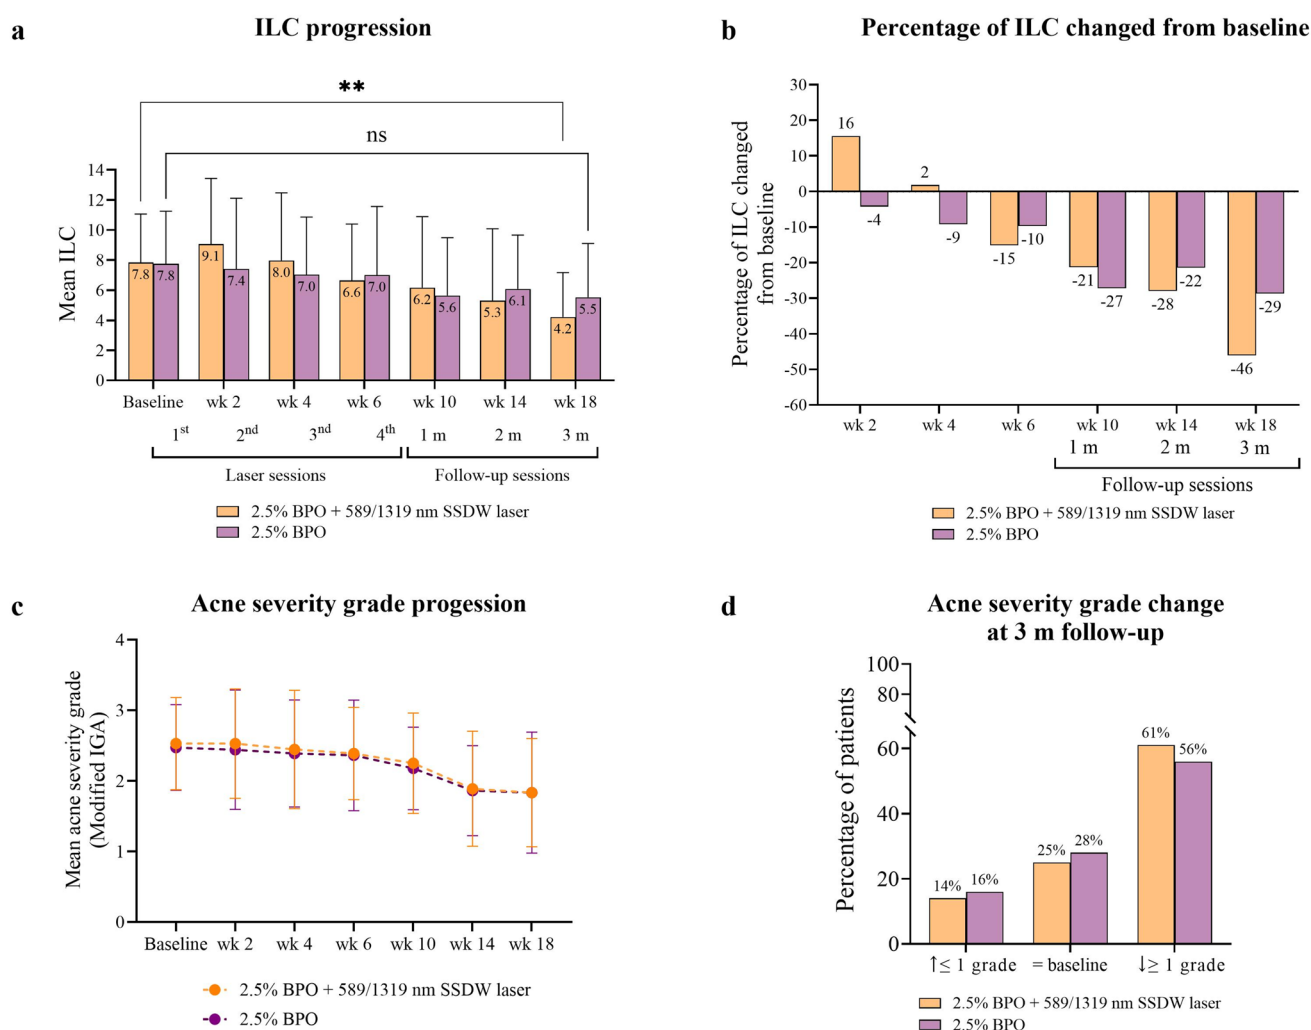 a
ILC progression
**
ns
Mean ILC
14
12
10
8
6
4
2
0
7.8
7.8
9.1
7.4
8.0
7.0
6.6
7.0
6.2
5.6
5.3
6.1
4.2
5.5
Baseline wk 2 wk 4 wk 6 wk 10 wk 14 wk 18
1st 2nd 3nd 4th 1 m 2 m 3 m
Laser sessions Follow-up sessions
2.5% BPO + 589/1319 nm SSDW laser
2.5% BPO
b
Percentage of ILC changed from baseline
Percentage of ILC changed
from baseline
30
20
10
0
-10
-20
-30
-40
-50
-60
16
-4
2
-9
-15
-10
-21
-27
-28
-22
-46
-29
wk 2 wk 4 wk 6 wk 10 wk 14 wk 18
1 m 2 m 3 m
Follow-up sessions
2.5% BPO + 589/1319 nm SSDW laser
2.5% BPO
c
Acne severity grade progession
Mean acne severity grade
(Modified IGA)
4
3
2
1
0
Baseline wk 2 wk 4 wk 6 wk 10 wk 14 wk 18
2.5% BPO + 589/1319 nm SSDW laser
2.5% BPO
d
Acne severity grade change
at 3 m follow-up
Percentage of patients
100
80
60
40
20
0
14%
16%
25%
28%
61%
56%
↑≤ 1 grade = baseline ↓≥ 1 grade
2.5% BPO + 589/1319 nm SSDW laser
2.5% BPO